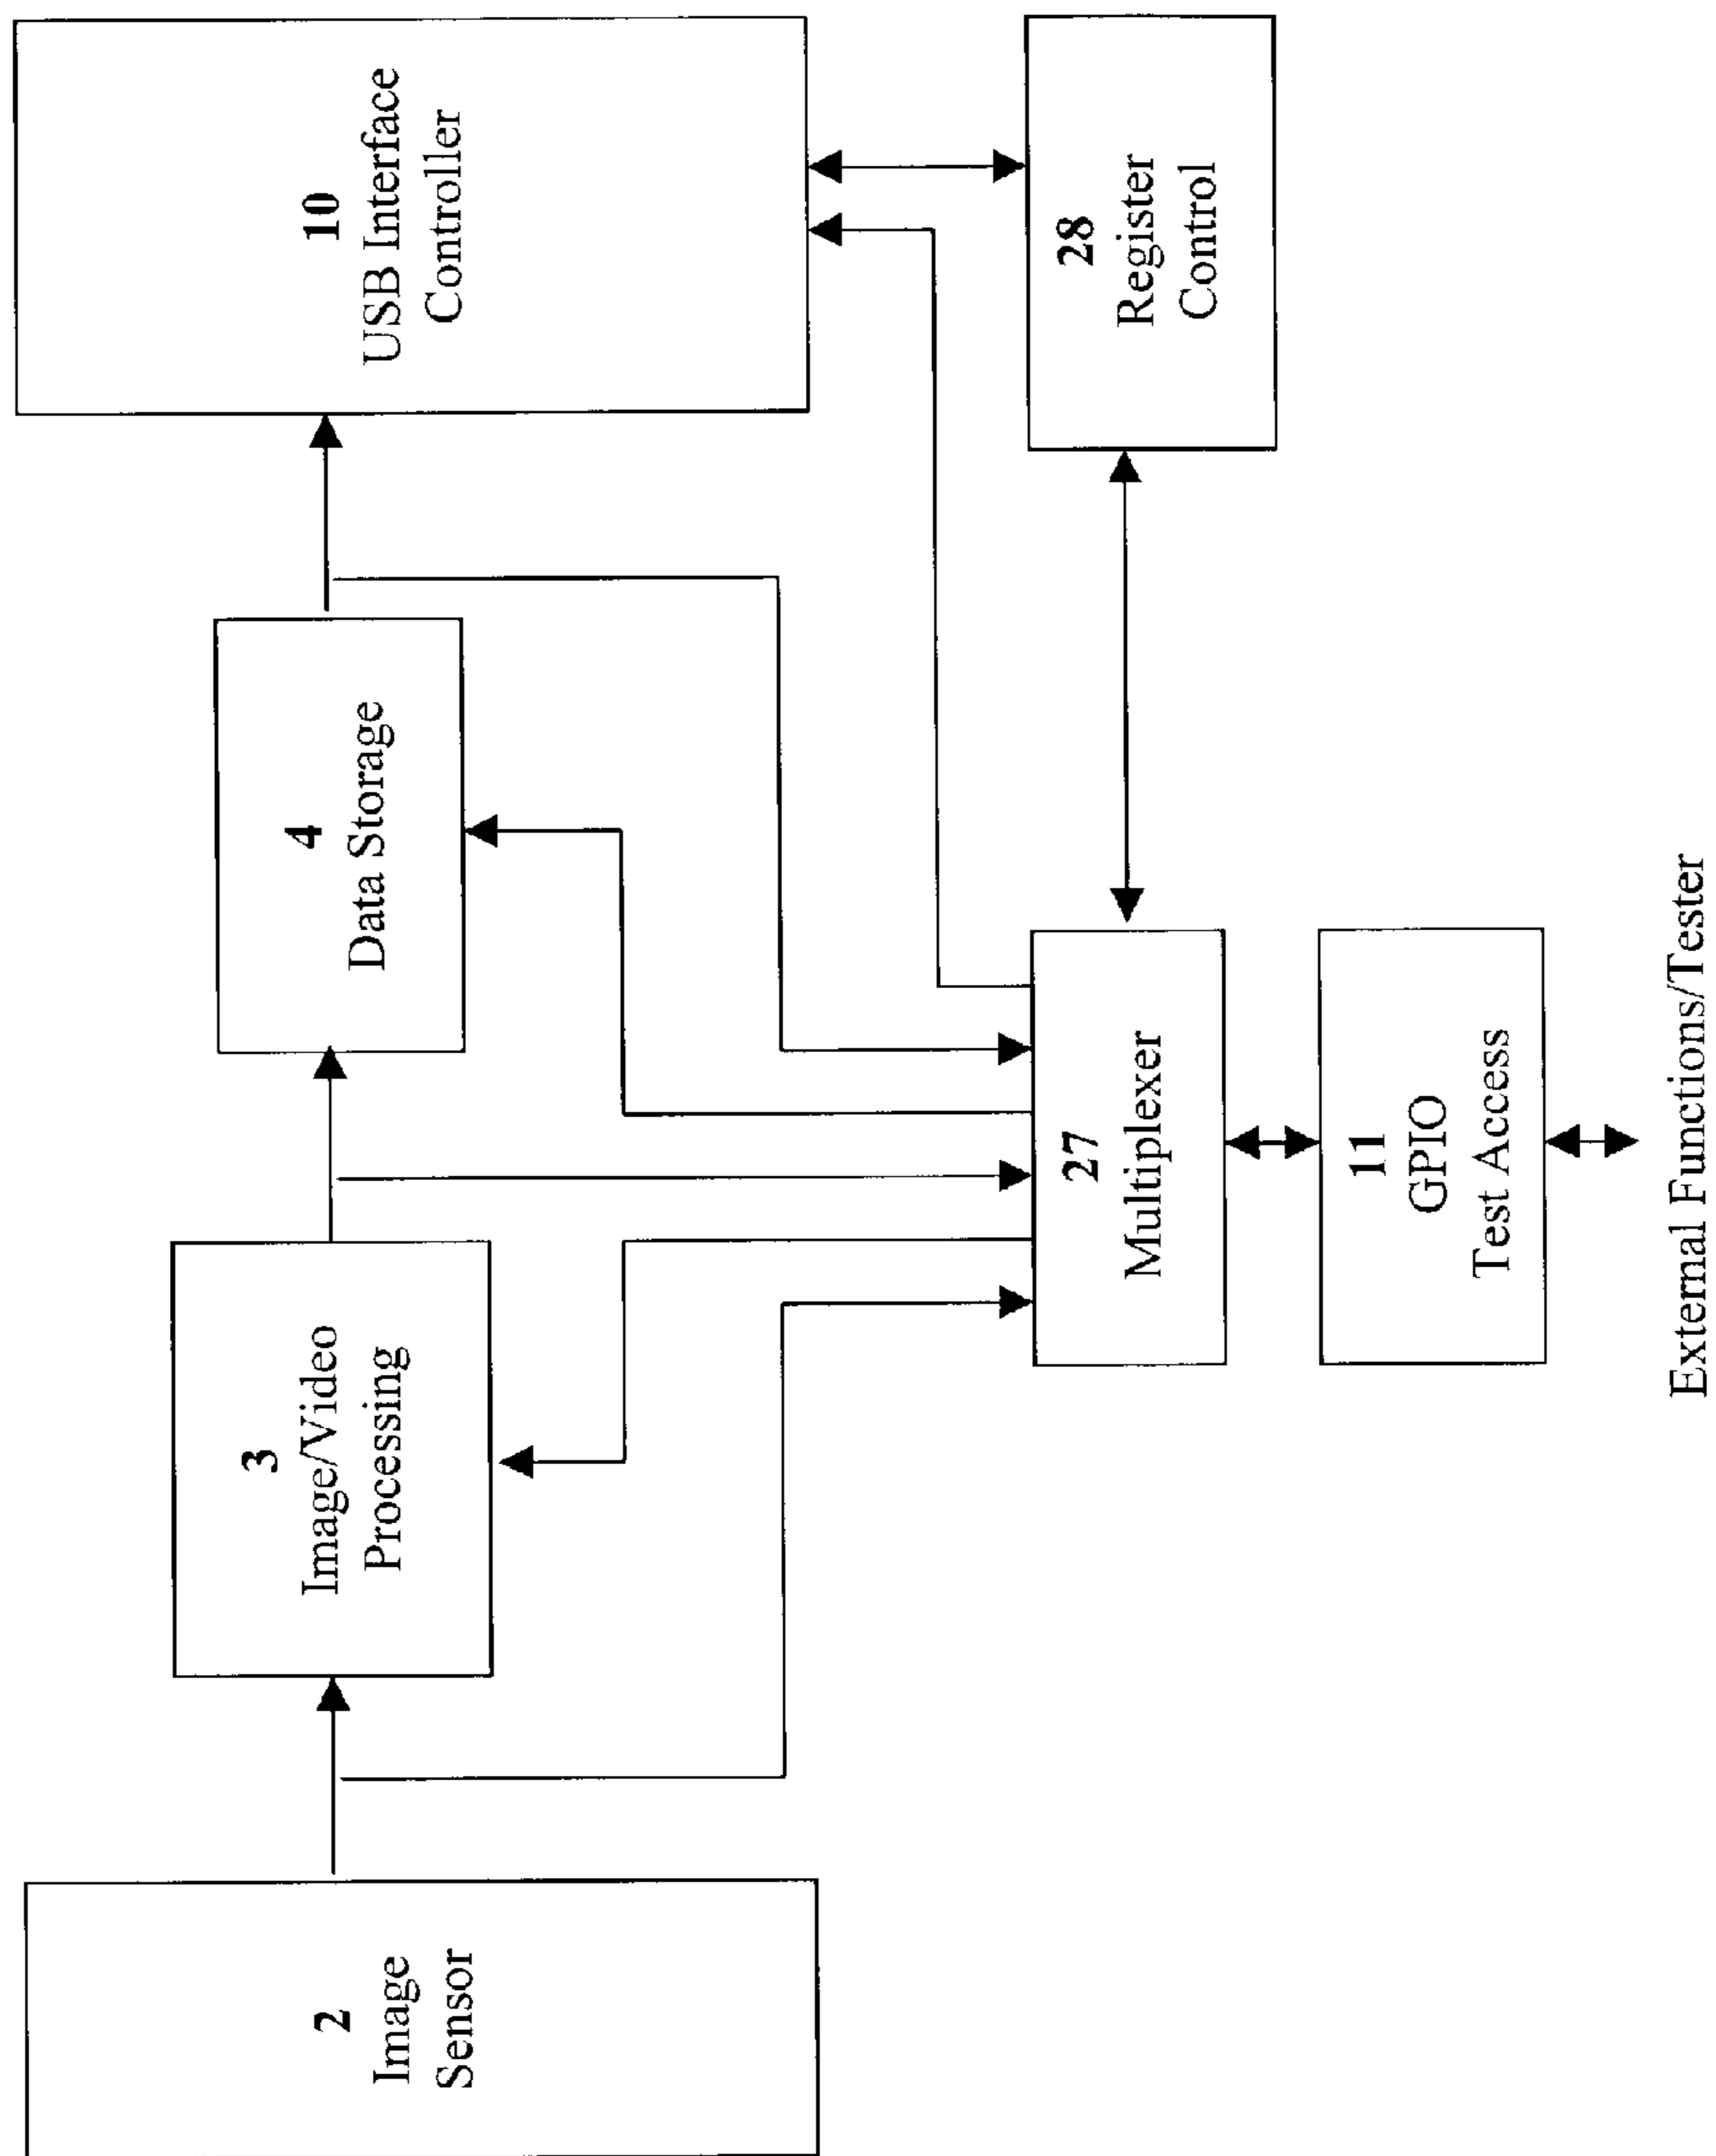 2
Image
Sensor
3
Image/Video
Processing
4
Data Storage
10
USB Interface
Controller
27
Multiplexer
28
Register
Control
11
GPIO
Test Access
External Functions/Tester